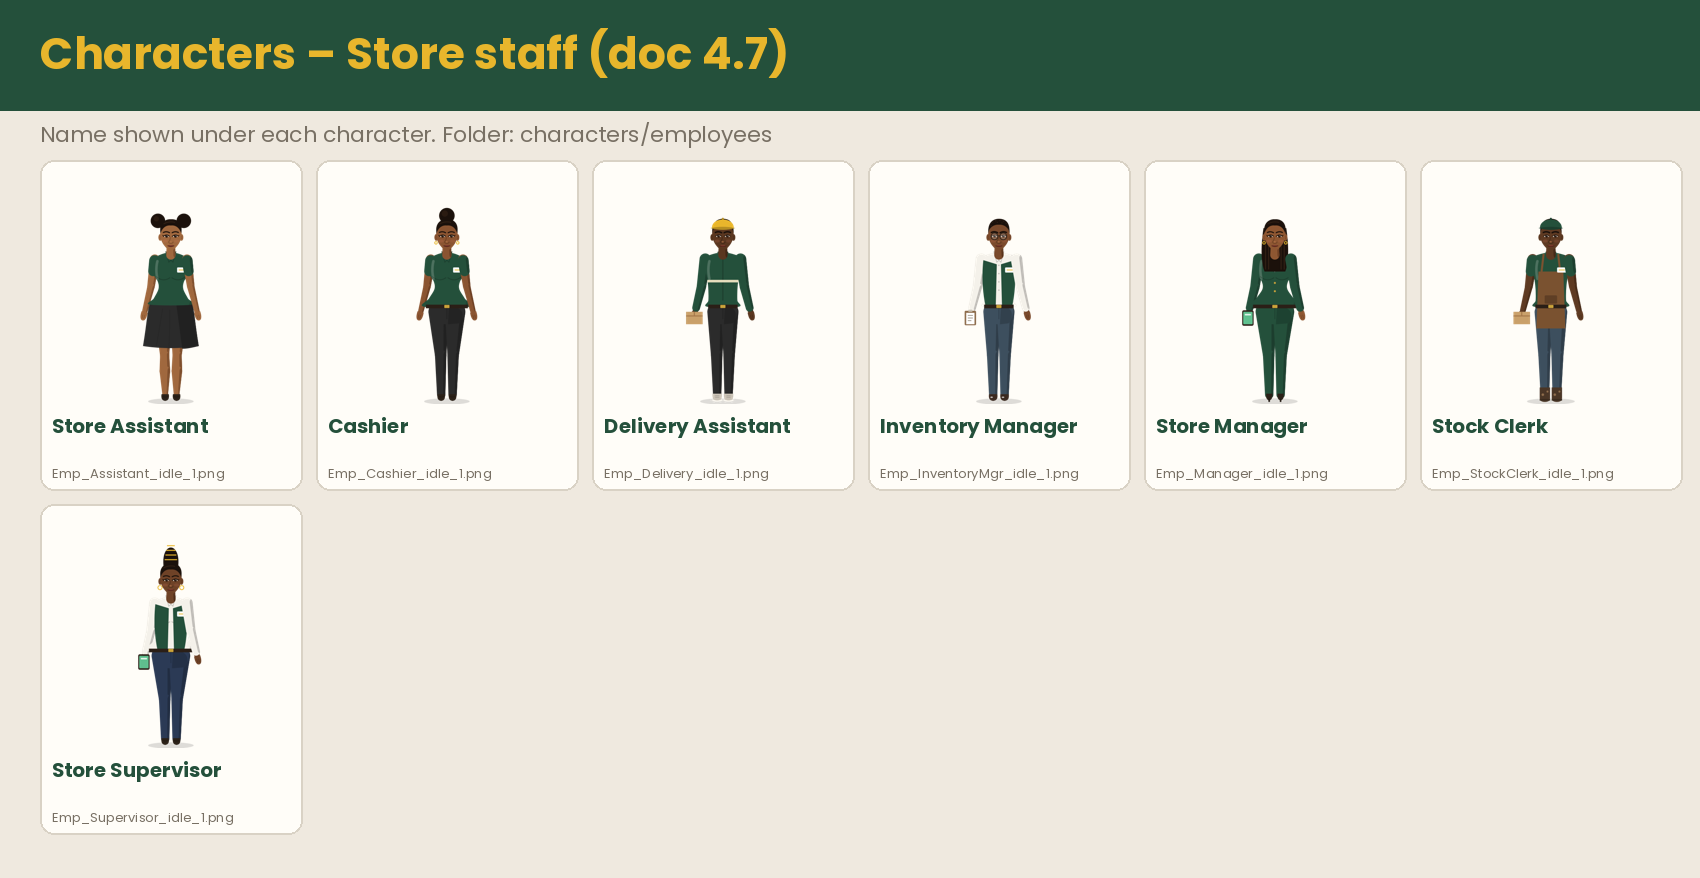 Characters – Store staff (doc 4.7)
Name shown under each character. Folder: characters/employees
Store Assistant
Emp_Assistant_idle_1.png
Cashier
Emp_Cashier_idle_1.png
Delivery Assistant
Emp_Delivery_idle_1.png
Inventory Manager
Emp_InventoryMgr_idle_1.png
Store Manager
Emp_Manager_idle_1.png
Stock Clerk
Emp_StockClerk_idle_1.png
Store Supervisor
Emp_Supervisor_idle_1.png